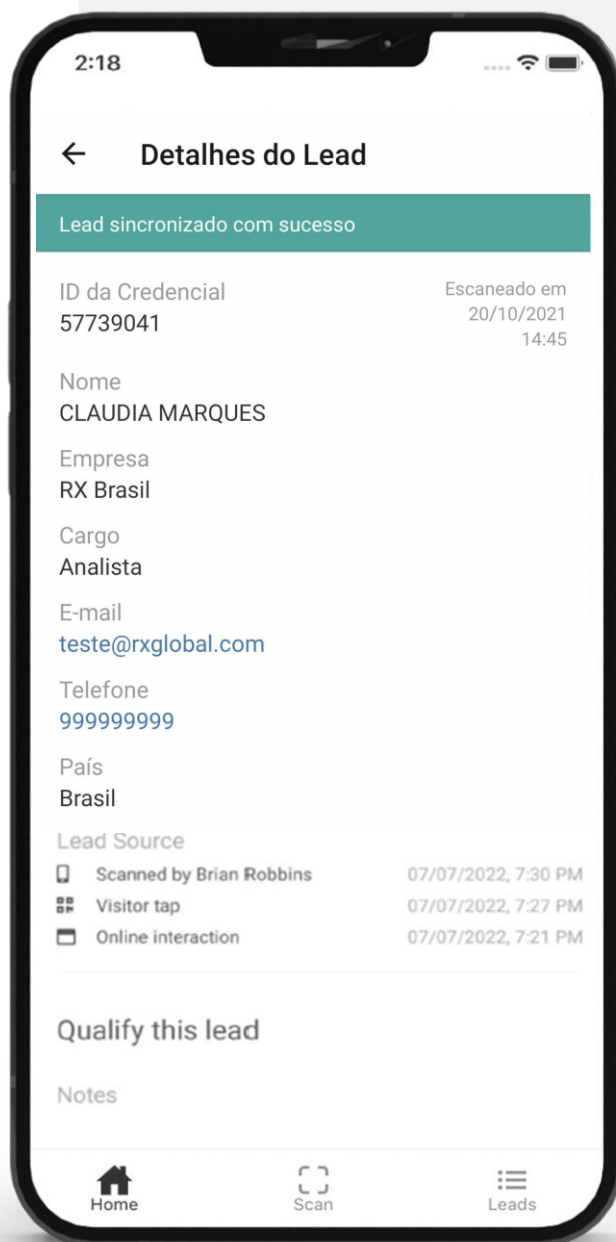 2:18
Detalhes do Lead
Lead sincronizado com sucesso
ID da Credencial
57739041
Escaneado em
20/10/2021
14:45
Nome
CLAUDIA MARQUES
Empresa
RX Brasil
Cargo
Analista
E-mail
teste@rxglobal.com
Telefone
999999999
País
Brasil
Lead Source
Scanned by Brian Robbins 07/07/2022, 7:30 PM
Visitor tap 07/07/2022, 7:27 PM
Online interaction 07/07/2022, 7:21 PM
Qualify this lead
Notes
Home Scan Leads